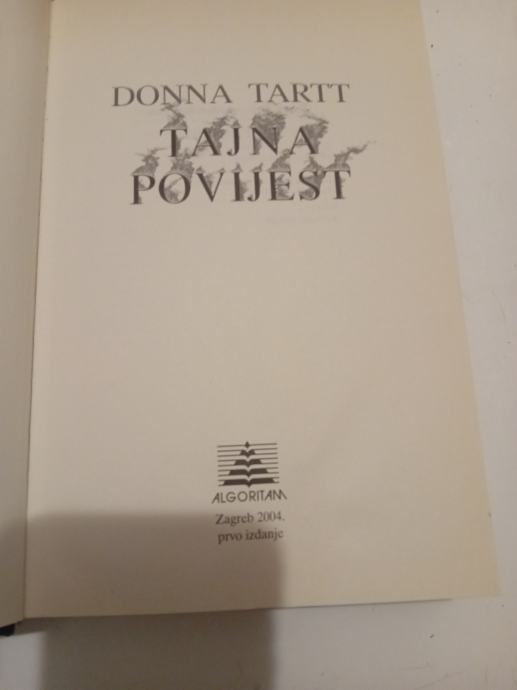 DONNA TARTT
TAJNA
POVIJEST
ALGORITAM
Zagreb 2004.
prvo izdanje